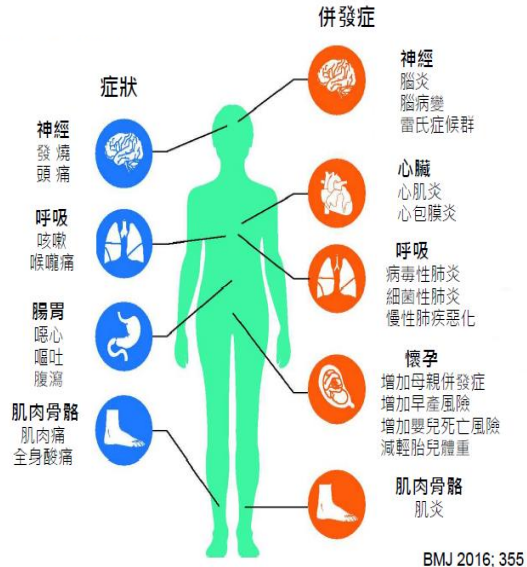 症狀
神經
發燒
頭痛
呼吸
咳嗽
喉嚨痛
腸胃
噁心
嘔吐
腹瀉
肌肉骨骼
肌肉痛
全身酸痛
併發症
神經
腦炎
腦病變
雷氏症候群
心臟
心肌炎
心包膜炎
呼吸
病毒性肺炎
細菌性肺炎
慢性肺疾惡化
懷孕
增加母親併發症
增加早產風險
增加嬰兒死亡風險
減輕胎兒體重
肌肉骨骼
肌炎
BMJ 2016; 355